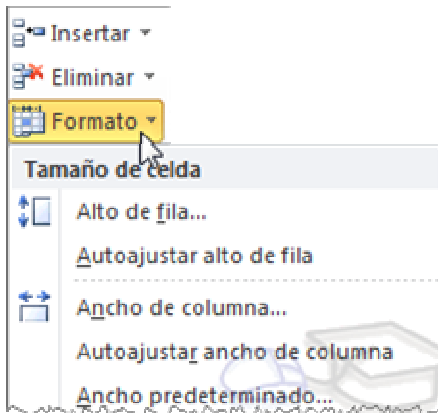 Insertar
Eliminar
Formato
Tamaño de celda
Alto de fila...
Autoajustar alto de fila
Ancho de columna...
Autoajustar ancho de columna
Ancho predeterminado...